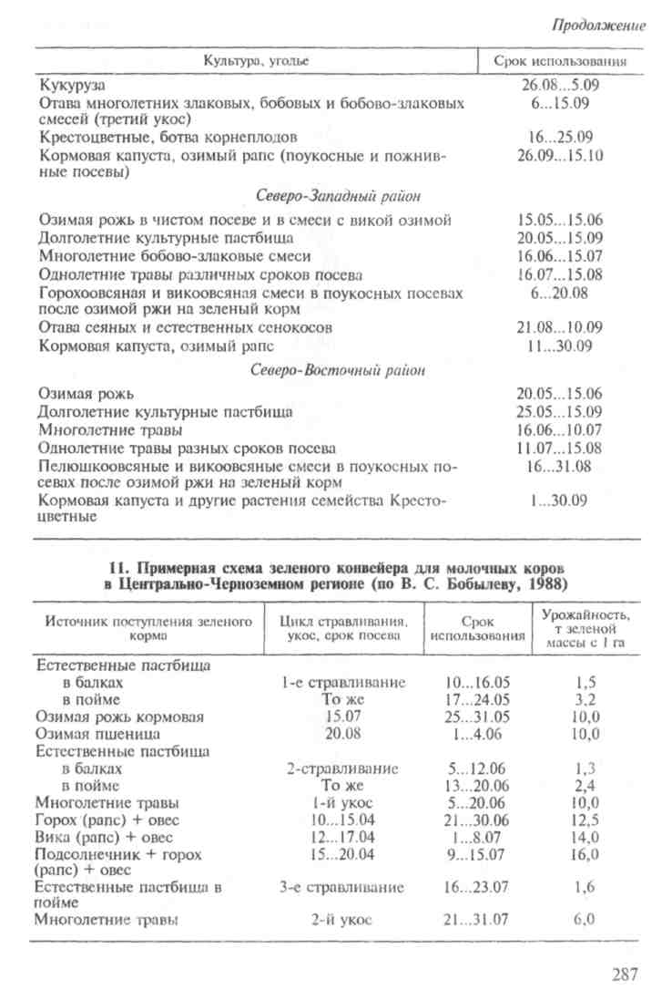 Продолжение
Культура, угодье Срок использования
Кукуруза 26.08...5.09
Отава многолетних злаковых, бобовых и бобово-злаковых 6...15.09
смесей (третий укос)
Крестоцветные, ботва корнеплодов 16...25.09
Кормовая капуста, озимый рапс (поукосные и пожнив- 26.09...15.10
ные посевы)
Северо-Западный район
Озимая рожь в чистом посеве и в смеси с викой озимой 15.05...15.06
Долголетние культурные пастбища 20.05...15.09
Многолетние бобово-злаковые смеси 16.06...15.07
Однолетние травы различных сроков посева 16.07...15.08
Горохоовсяная и викоовсяная смеси в поукосных посевах 6...20.08
после озимой ржи на зеленый корм
Отава сеяных и естественных сенокосов 21.08...10.09
Кормовая капуста, озимый рапс 11...30.09
Северо-Восточный район
Озимая рожь 20.05...15.06
Долголетние культурные пастбища 25.05...15.09
Многолетние травы 16.06...10.07
Однолетние травы разных сроков посева 11.07...15.08
Пелюшкоовсяные и викоовсяные смеси в поукосных по- 16...31.08
севах после озимой ржи на зеленый корм
Кормовая капуста и другие растения семейства Кресто- 1...30.09
цветные
11. Примерная схема зеленого конвейера для молочных коров
в Центрально-Черноземном регионе (по В. С. Бобылеву, 1988)
Источник поступления зеленого Цикл стравливания, Срок Урожайность,
корма укос, срок посева использования т зеленой
массы с 1 га
Естественные пастбища
в балках 1-е стравливание 10...16.05 1,5
в пойме То же 17...24.05 3,2
Озимая рожь кормовая 15.07 25...31.05 10,0
Озимая пшеница 20.08 1...4.06 10,0
Естественные пастбища
в балках 2-стравливание 5...12.06 1,3
в пойме То же 13...20.06 2,4
Многолетние травы 1-й укос 5...20.06 10,0
Горох (рапс) + овес 10...15.04 21...30.06 12,5
Вика (рапс) + овес 12...17.04 1...8.07 14,0
Подсолнечник + горох 15...20.04 9...15.07 16,0
(рапс) + овес
Естественные пастбища в 3-е стравливание 16...23.07 1,6
пойме
Многолетние травы 2-й укос 21...31.07 6,0
287